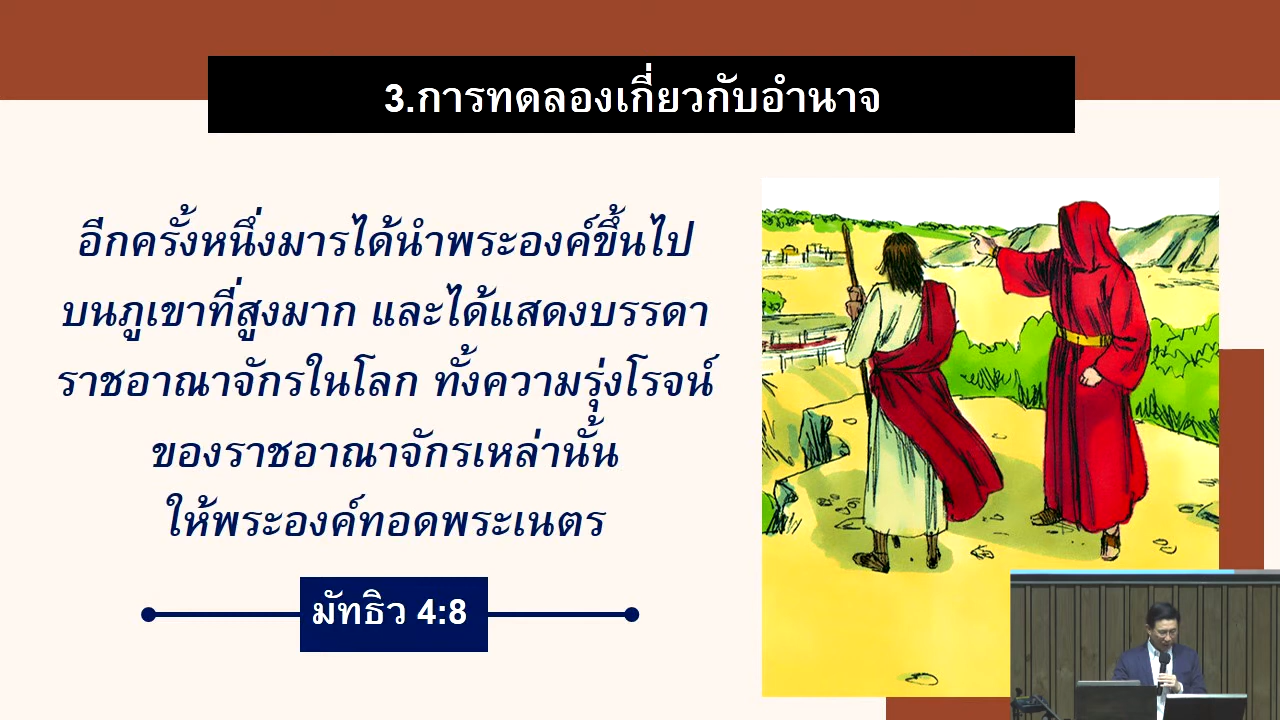 3.การทดลองเกี่ยวกับอำนาจ
อีกครั้งหนึ่งมารได้นำพระองค์ขึ้นไป
บนภูเขาที่สูงมาก และได้แสดงบรรดา
ราชอาณาจักรในโลก ทั้งความรุ่งโรจน์
ของราชอาณาจักรเหล่านั้น
ให้พระองค์ทอดพระเนตร
มัทธิว 4:8